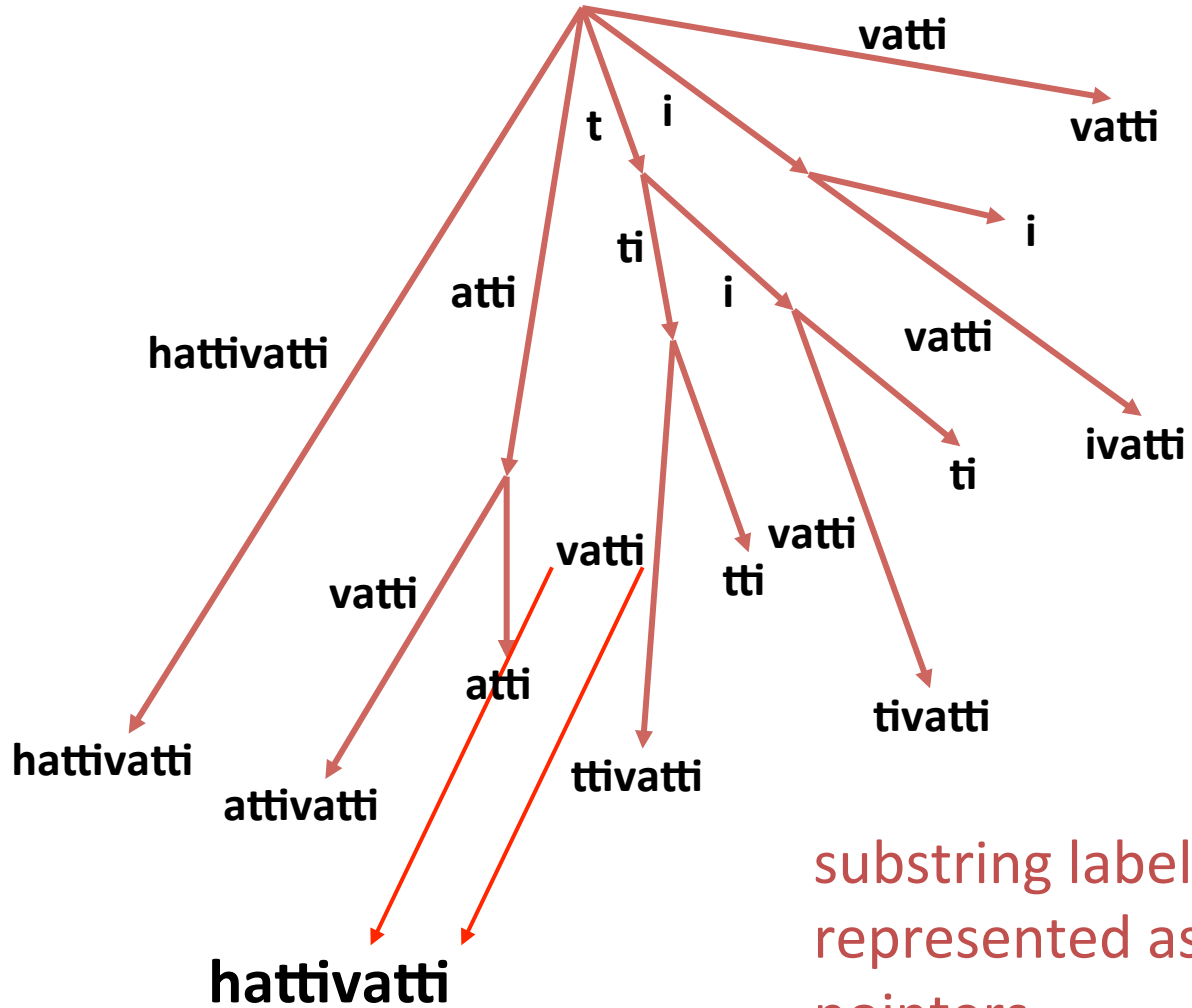 vatti
vatti
t
i
i
ti
i
atti
vatti
hattivatti
ivatti
ti
vatti
vatti
tti
vatti
atti
tivatti
hattivatti
ttivatti
attivatti
substring label
represented as
pointers
hattivatti